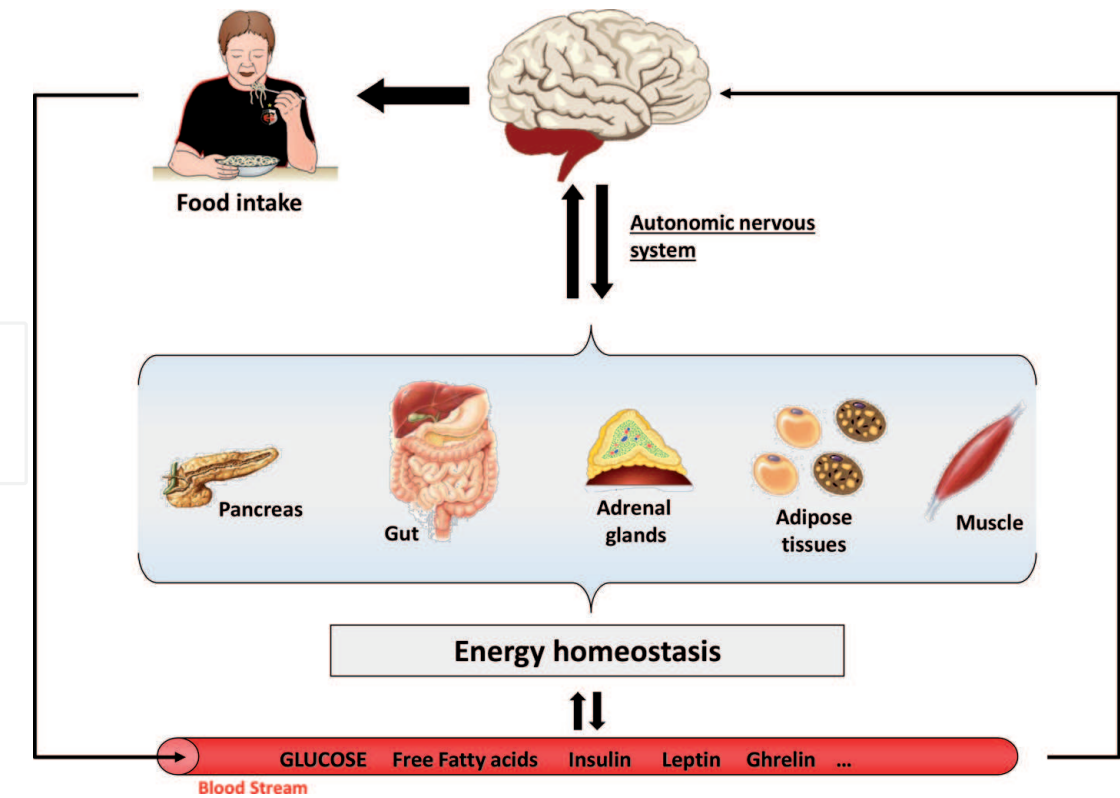 Food intake
Autonomic nervous
system
Pancreas
Gut
Adrenal
glands
Adipose
tissues
Muscle
Energy homeostasis
GLUCOSE Free Fatty acids Insulin Leptin Ghrelin ...
Blood Stream